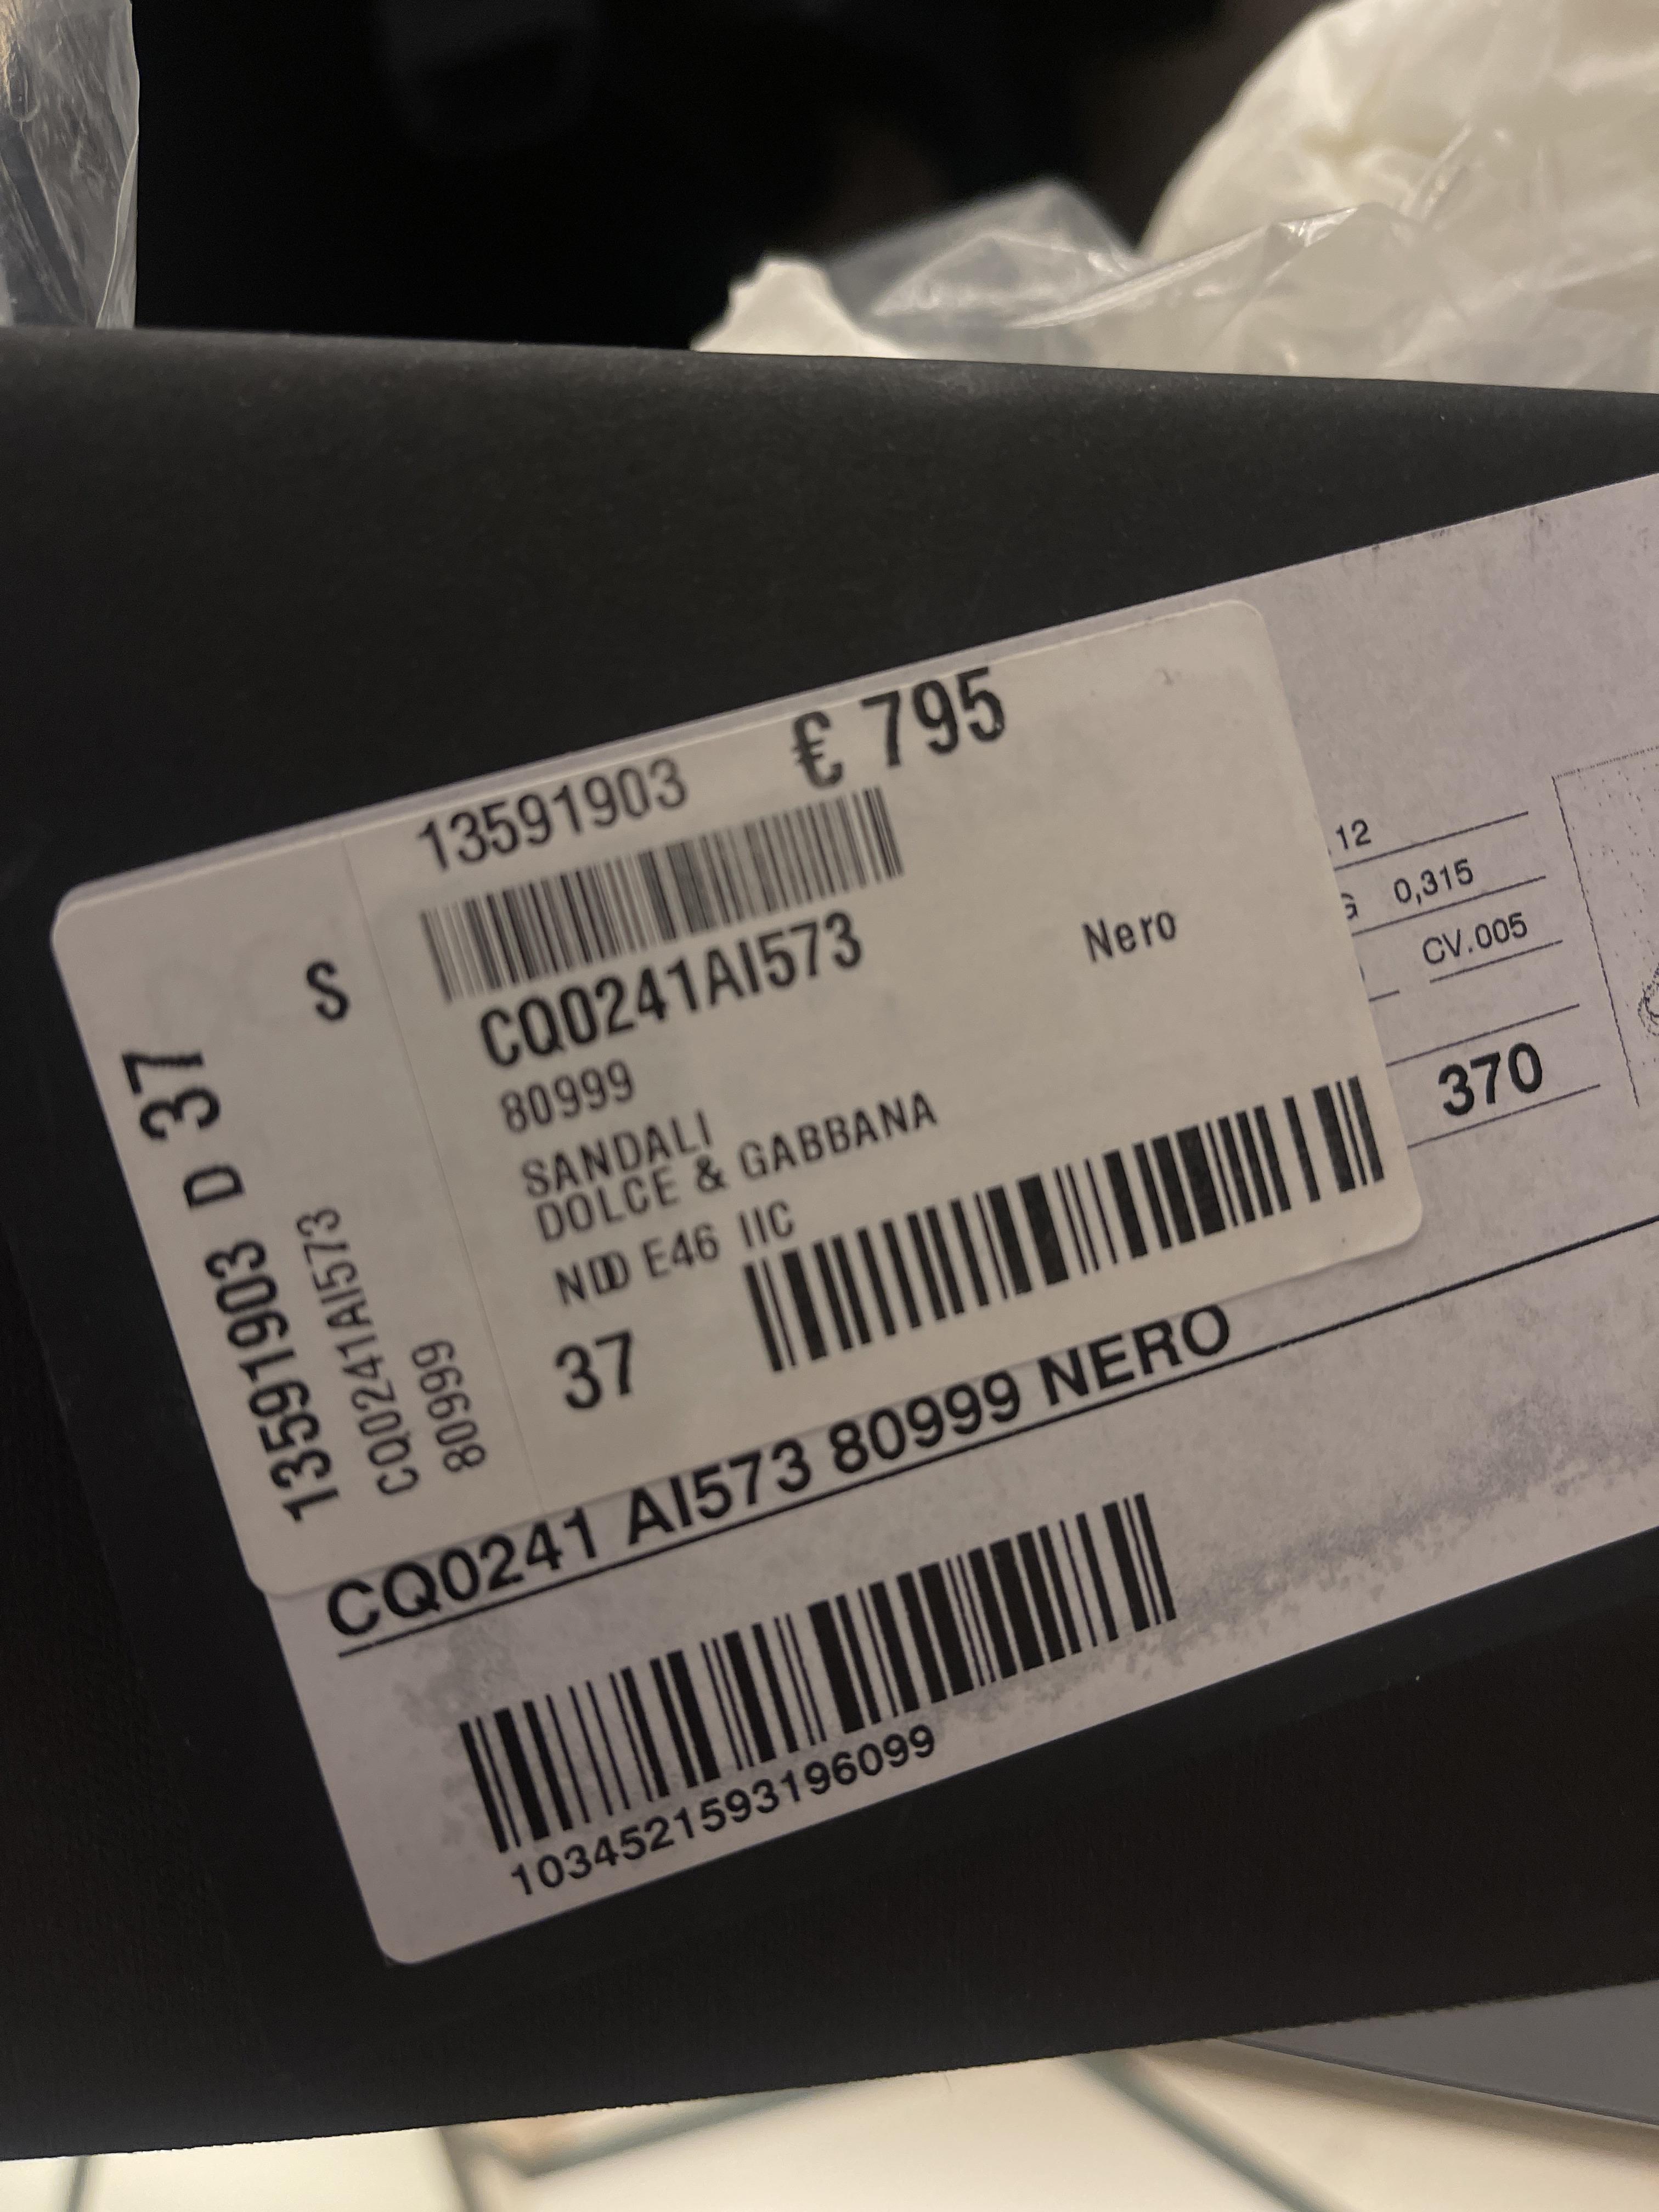 13591903 € 795
CQ0241AI573 Nero
80999
SANDALI
DOLCE & GABBANA
E46 IIC
37
S
13591903 D 37
CQ0241AI573
80999
12
0,315
CV.005
370
CQ0241 AI573 80999 NERO
1034521593196099